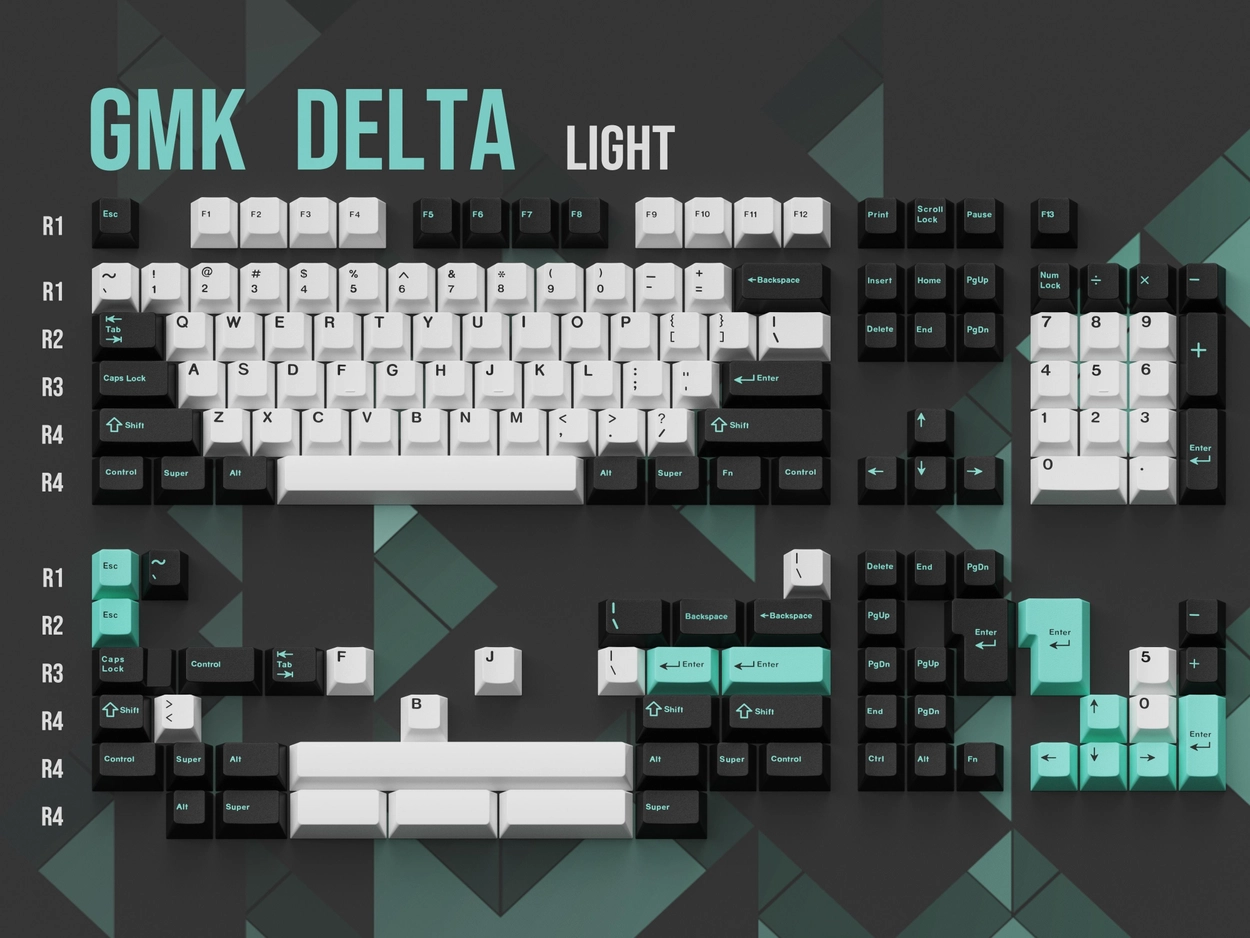 GMK DELTA LIGHT
R1 Esc F1 F2 F3 F4 F5 F6 F7 F8 F9 F10 F11 F12 Print Scroll Lock Pause F13
R1 ~ ` ! 1 @ 2 # 3 $ 4 % 5 ^ 6 & 7 * 8 ( 9 ) 0 — - + = ←Backspace Insert Home PgUp Num Lock ÷ × −
R2 Tab Q W E R T Y U I O P { [ } ] | \ Delete End PgDn 7 8 9 +
R3 Caps Lock A S D F _ G H J _ K L : ; " ' Enter 4 5 _ 6
R4 Shift Z X C V B N M < , > . ? / Shift ↑ 1 2 3 Enter
R4 Control Super Alt Alt Super Fn Control ← ↓ → 0 .
R1 Esc ~ ` | \ Delete End PgDn
R2 Esc | \ Backspace ←Backspace PgUp Enter Enter −
R3 Caps Lock Control Tab F J | \ Enter Enter PgDn PgUp 5 +
R4 Shift > < B Shift Shift End PgDn ↑ 0 Enter
R4 Control Super Alt Alt Super Control Ctrl Alt Fn ← ↓ →
R4 Alt Super Super